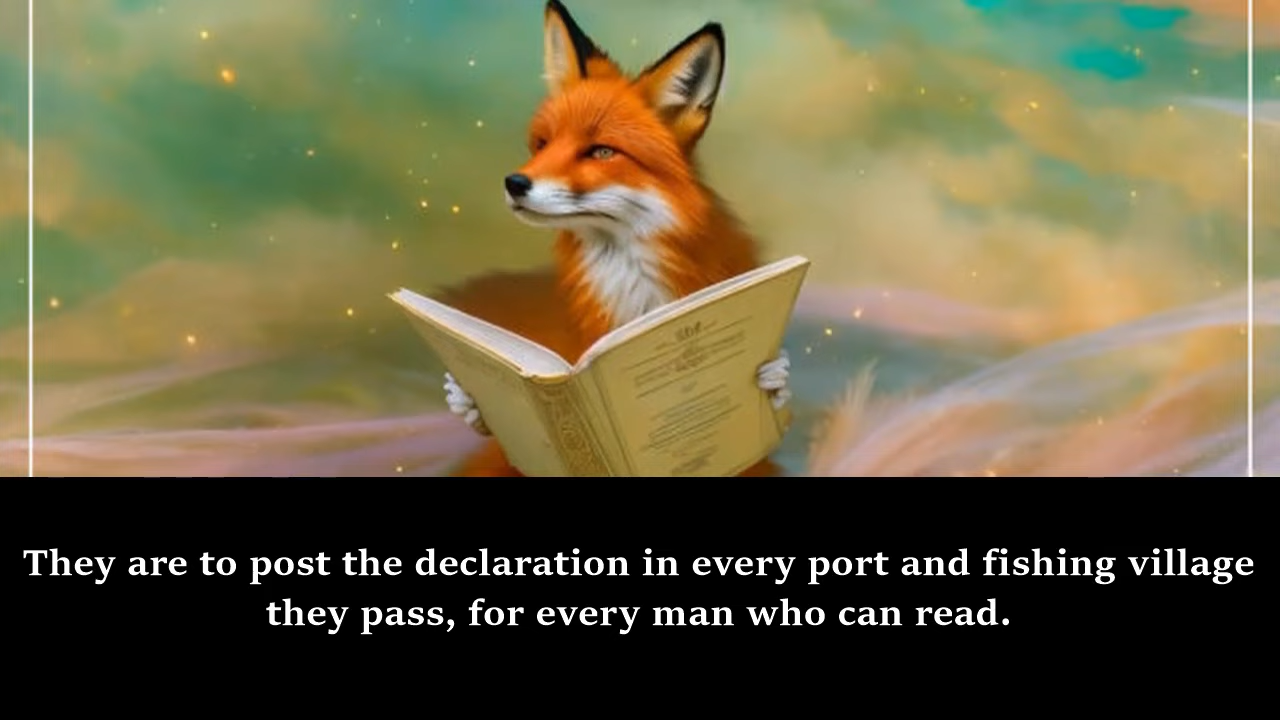 They are to post the declaration in every port and fishing village
they pass, for every man who can read.